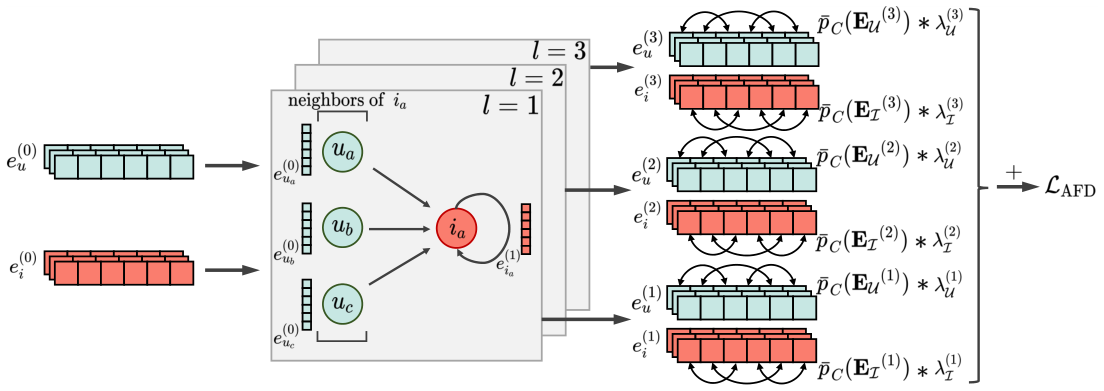 e_u^{(0)}
e_i^{(0)}
l = 3
l = 2
l = 1
neighbors of i_a
e_{u_a}^{(0)}
u_a
e_{u_b}^{(0)}
u_b
e_{u_c}^{(0)}
u_c
i_a
e_{i_a}^{(1)}
e_u^{(3)}
p̄_C(𝐄_𝒰^{(3)}) * λ_𝒰^{(3)}
e_i^{(3)}
p̄_C(𝐄_ℐ^{(3)}) * λ_ℐ^{(3)}
e_u^{(2)}
p̄_C(𝐄_𝒰^{(2)}) * λ_𝒰^{(2)}
e_i^{(2)}
p̄_C(𝐄_ℐ^{(2)}) * λ_ℐ^{(2)}
e_u^{(1)}
p̄_C(𝐄_𝒰^{(1)}) * λ_𝒰^{(1)}
e_i^{(1)}
p̄_C(𝐄_ℐ^{(1)}) * λ_ℐ^{(1)}
+
ℒ_AFD